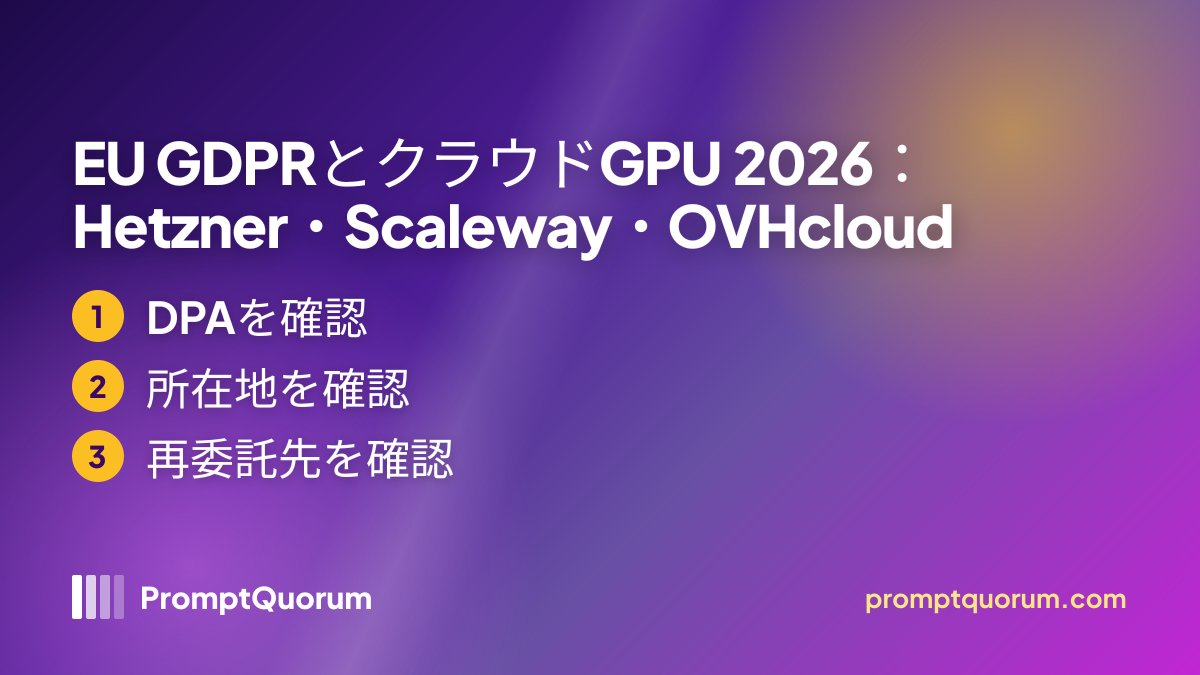 EU GDPRとクラウドGPU 2026：
Hetzner・Scaleway・OVHcloud
1 DPAを確認
2 所在地を確認
3 再委託先を確認
PromptQuorum
promptquorum.com